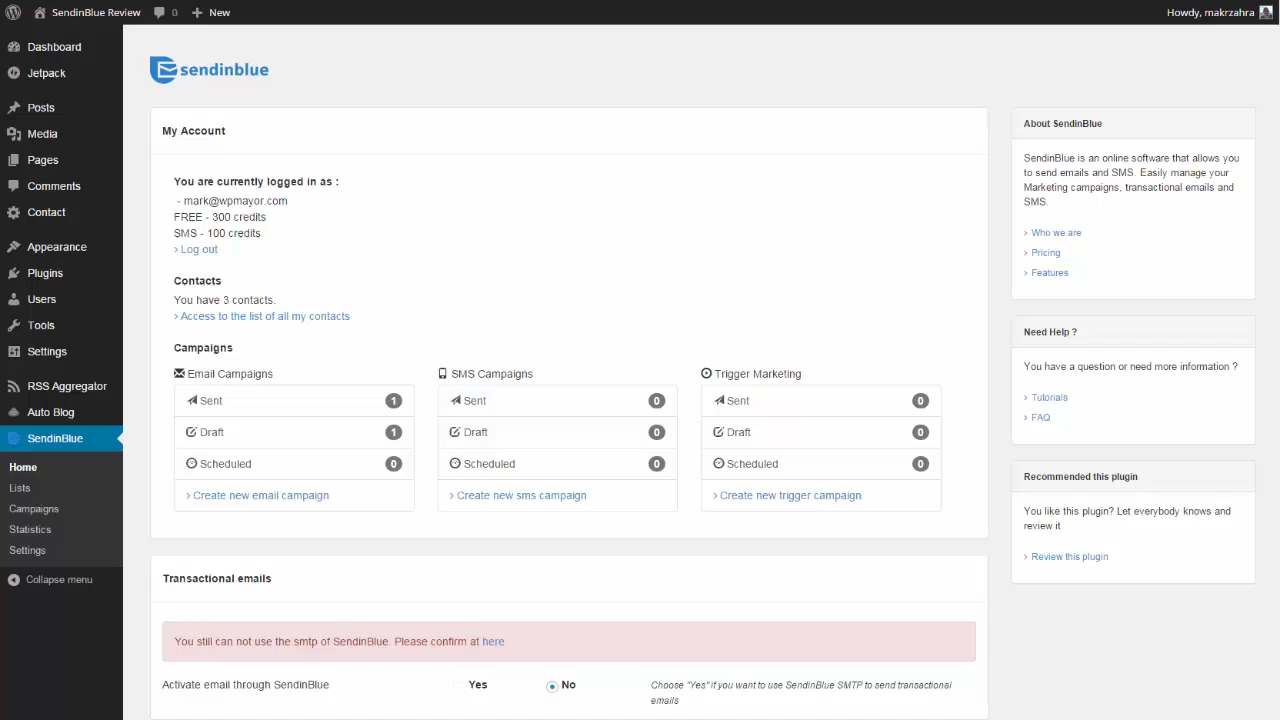 SendinBlue Review 0 New
Howdy, makrzahra
Dashboard
Jetpack
Posts
Media
Pages
Comments
Contact
Appearance
Plugins
Users
Tools
Settings
RSS Aggregator
Auto Blog
SendinBlue
Home
Lists
Campaigns
Statistics
Settings
Collapse menu
sendinblue
My Account
You are currently logged in as :
- mark@wpmayor.com
FREE - 300 credits
SMS - 100 credits
› Log out
Contacts
You have 3 contacts.
› Access to the list of all my contacts
Campaigns
Email Campaigns
Sent 1
Draft 1
Scheduled 0
› Create new email campaign
SMS Campaigns
Sent 0
Draft 0
Scheduled 0
› Create new sms campaign
Trigger Marketing
Sent 0
Draft 0
Scheduled 0
› Create new trigger campaign
Transactional emails
You still can not use the smtp of SendinBlue. Please confirm at here
Activate email through SendinBlue Yes No
Choose "Yes" if you want to use SendinBlue SMTP to send transactional
emails
About SendinBlue
SendinBlue is an online software that allows you
to send emails and SMS. Easily manage your
Marketing campaigns, transactional emails and
SMS.
› Who we are
› Pricing
› Features
Need Help ?
You have a question or need more information ?
› Tutorials
› FAQ
Recommended this plugin
You like this plugin? Let everybody knows and
review it
› Review this plugin